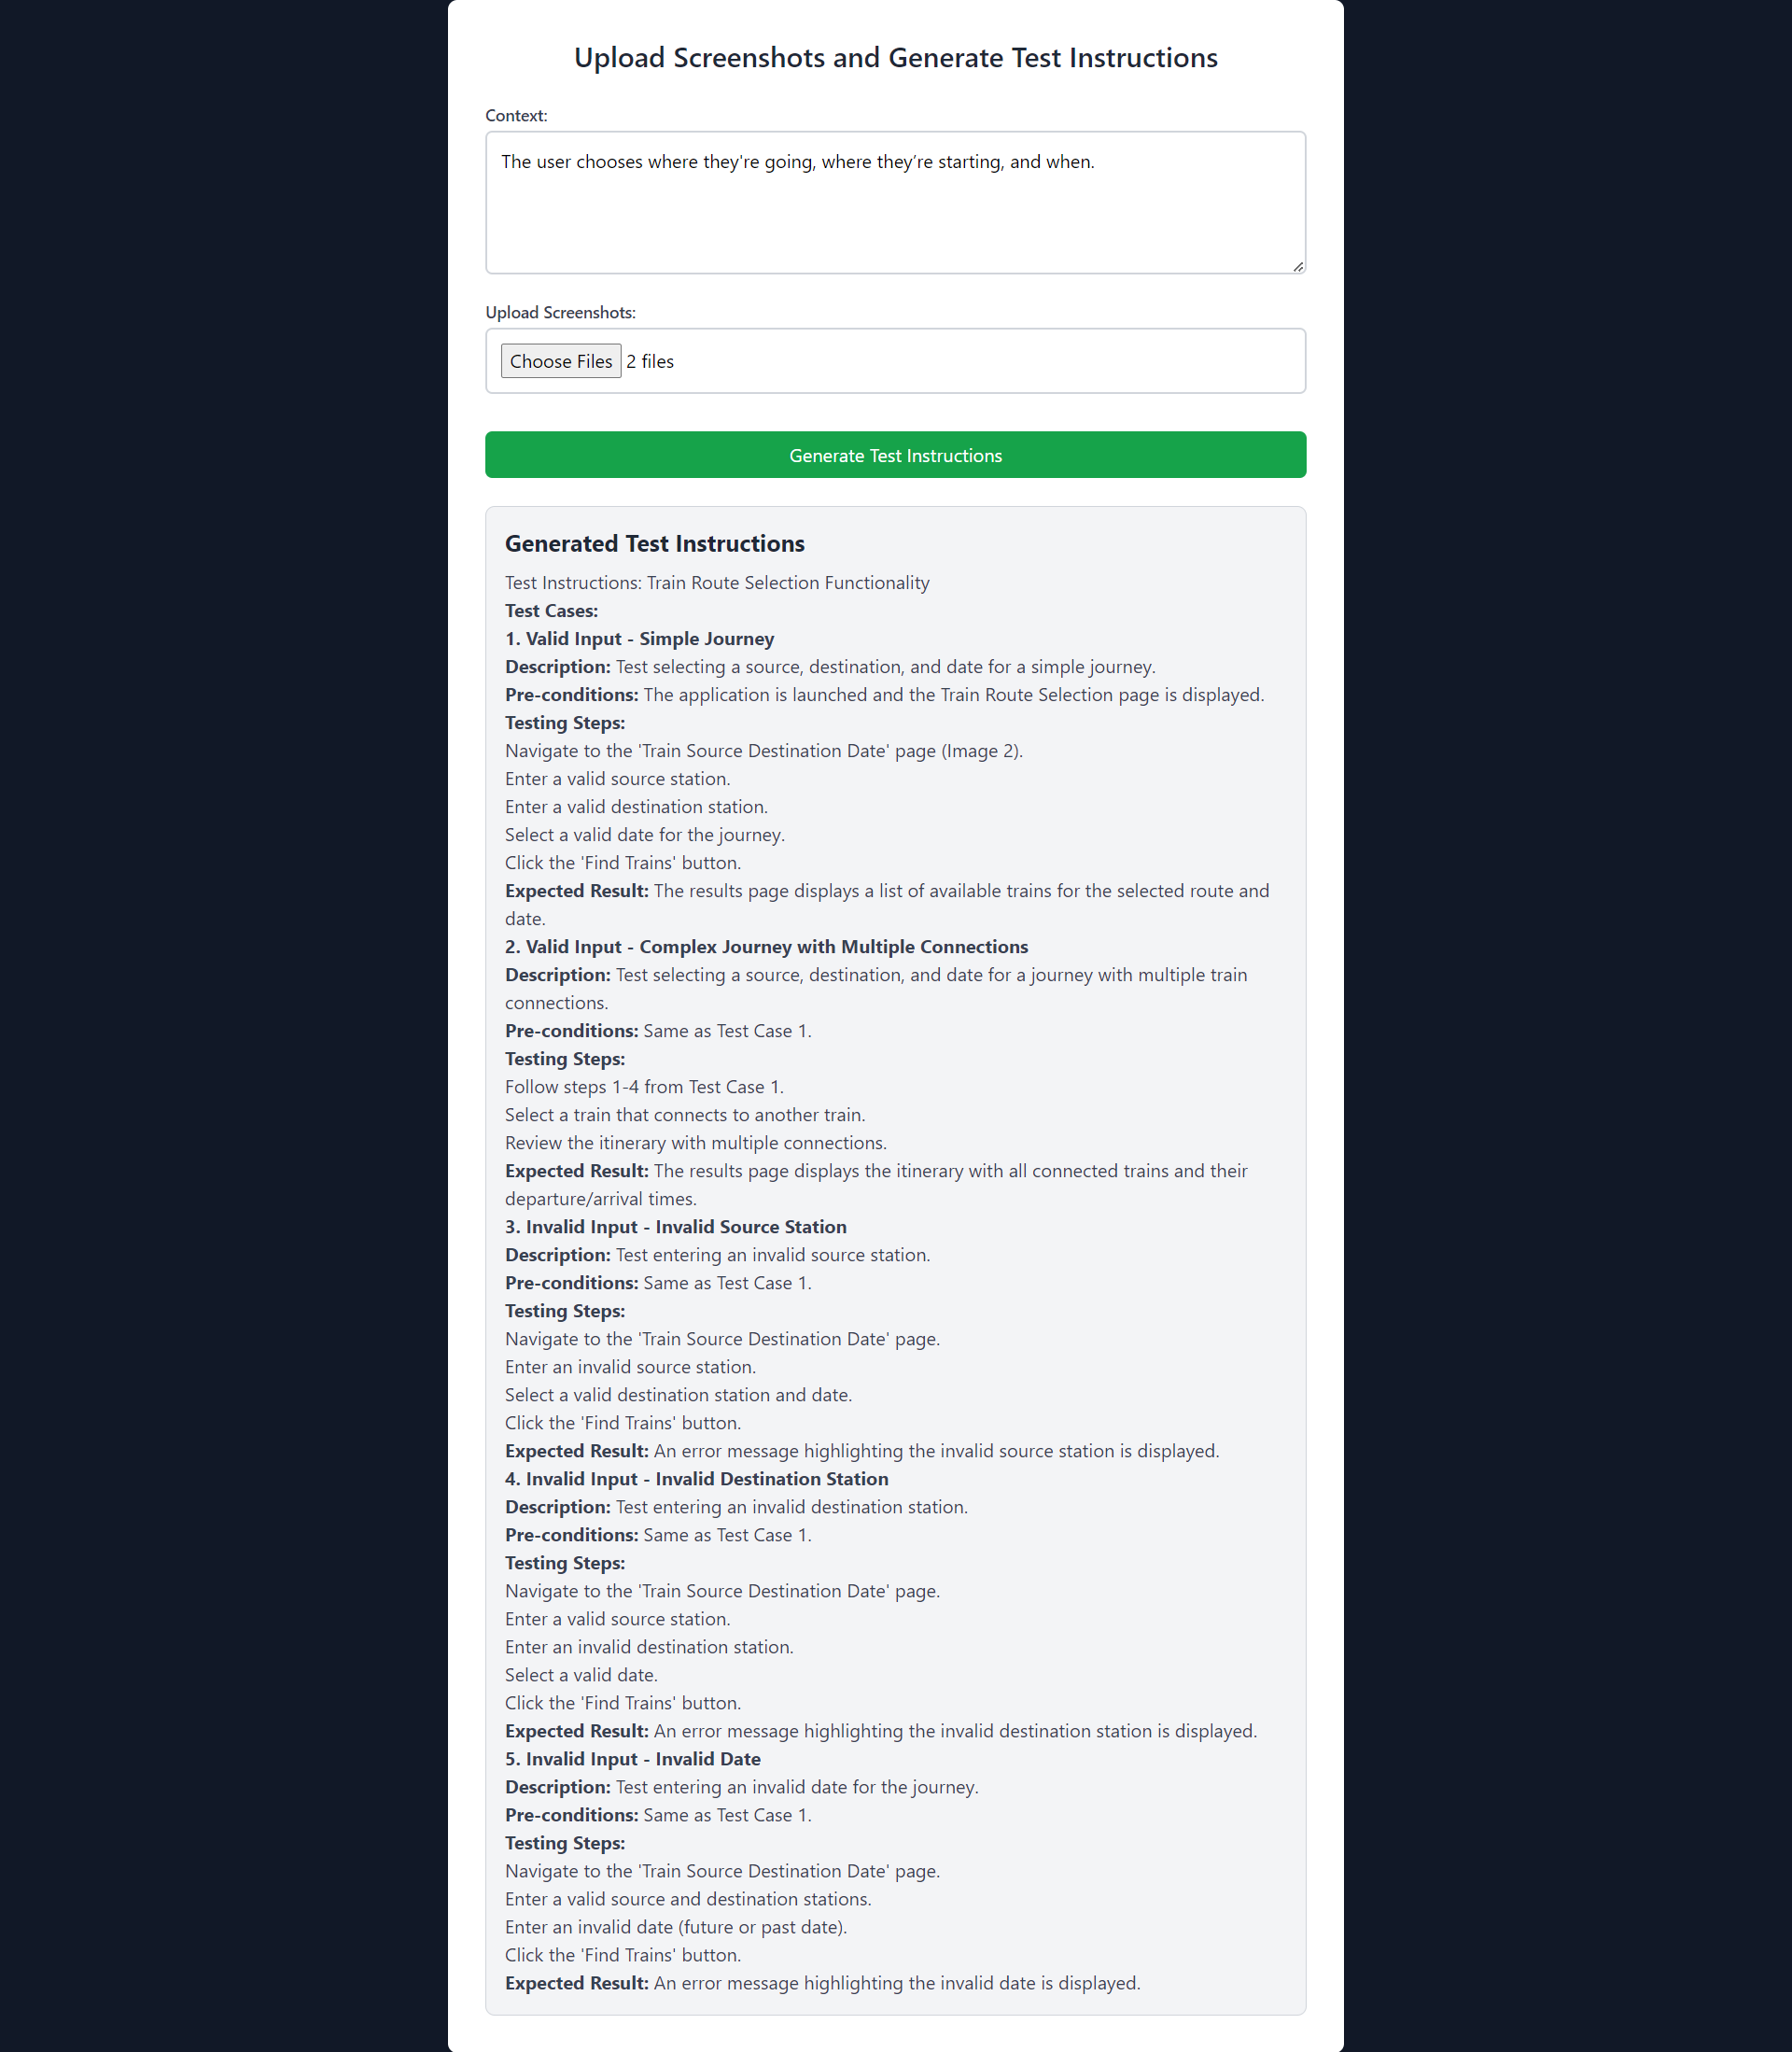 Upload Screenshots and Generate Test Instructions
Context:
The user chooses where they're going, where they’re starting, and when.
Upload Screenshots:
Choose Files 2 files
Generate Test Instructions
Generated Test Instructions
Test Instructions: Train Route Selection Functionality
Test Cases:
1. Valid Input - Simple Journey
Description: Test selecting a source, destination, and date for a simple journey.
Pre-conditions: The application is launched and the Train Route Selection page is displayed.
Testing Steps:
Navigate to the 'Train Source Destination Date' page (Image 2).
Enter a valid source station.
Enter a valid destination station.
Select a valid date for the journey.
Click the 'Find Trains' button.
Expected Result: The results page displays a list of available trains for the selected route and
date.
2. Valid Input - Complex Journey with Multiple Connections
Description: Test selecting a source, destination, and date for a journey with multiple train
connections.
Pre-conditions: Same as Test Case 1.
Testing Steps:
Follow steps 1-4 from Test Case 1.
Select a train that connects to another train.
Review the itinerary with multiple connections.
Expected Result: The results page displays the itinerary with all connected trains and their
departure/arrival times.
3. Invalid Input - Invalid Source Station
Description: Test entering an invalid source station.
Pre-conditions: Same as Test Case 1.
Testing Steps:
Navigate to the 'Train Source Destination Date' page.
Enter an invalid source station.
Select a valid destination station and date.
Click the 'Find Trains' button.
Expected Result: An error message highlighting the invalid source station is displayed.
4. Invalid Input - Invalid Destination Station
Description: Test entering an invalid destination station.
Pre-conditions: Same as Test Case 1.
Testing Steps:
Navigate to the 'Train Source Destination Date' page.
Enter a valid source station.
Enter an invalid destination station.
Select a valid date.
Click the 'Find Trains' button.
Expected Result: An error message highlighting the invalid destination station is displayed.
5. Invalid Input - Invalid Date
Description: Test entering an invalid date for the journey.
Pre-conditions: Same as Test Case 1.
Testing Steps:
Navigate to the 'Train Source Destination Date' page.
Enter a valid source and destination stations.
Enter an invalid date (future or past date).
Click the 'Find Trains' button.
Expected Result: An error message highlighting the invalid date is displayed.